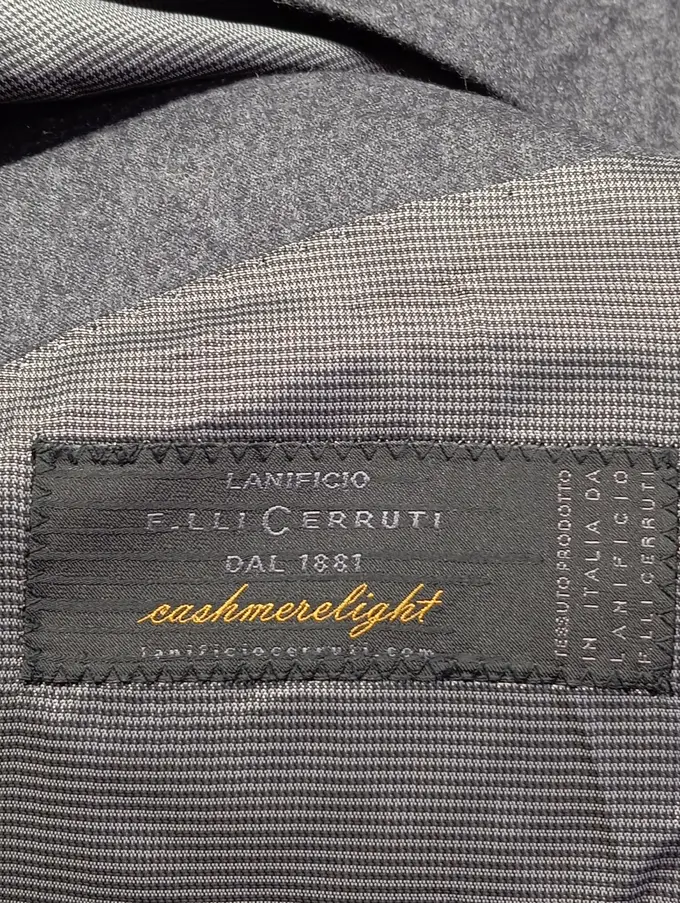 LANIFICIO
F.LLI CERRUTI
DAL 1881
cashmerelight
lanificiocerruti.com
TESSUTO PRODOTTO
IN ITALIA DA
LANIFICIO
F.LLI CERRUTI